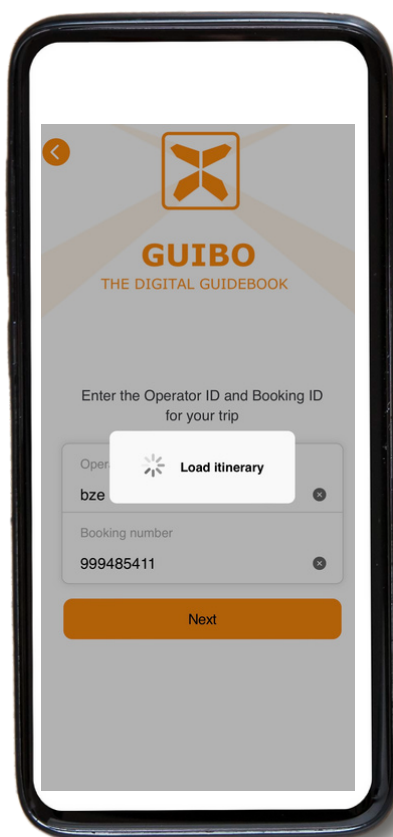 GUIBO
THE DIGITAL GUIDEBOOK
Enter the Operator ID and Booking ID
for your trip
Oper
Load itinerary
bze
Booking number
999485411
Next